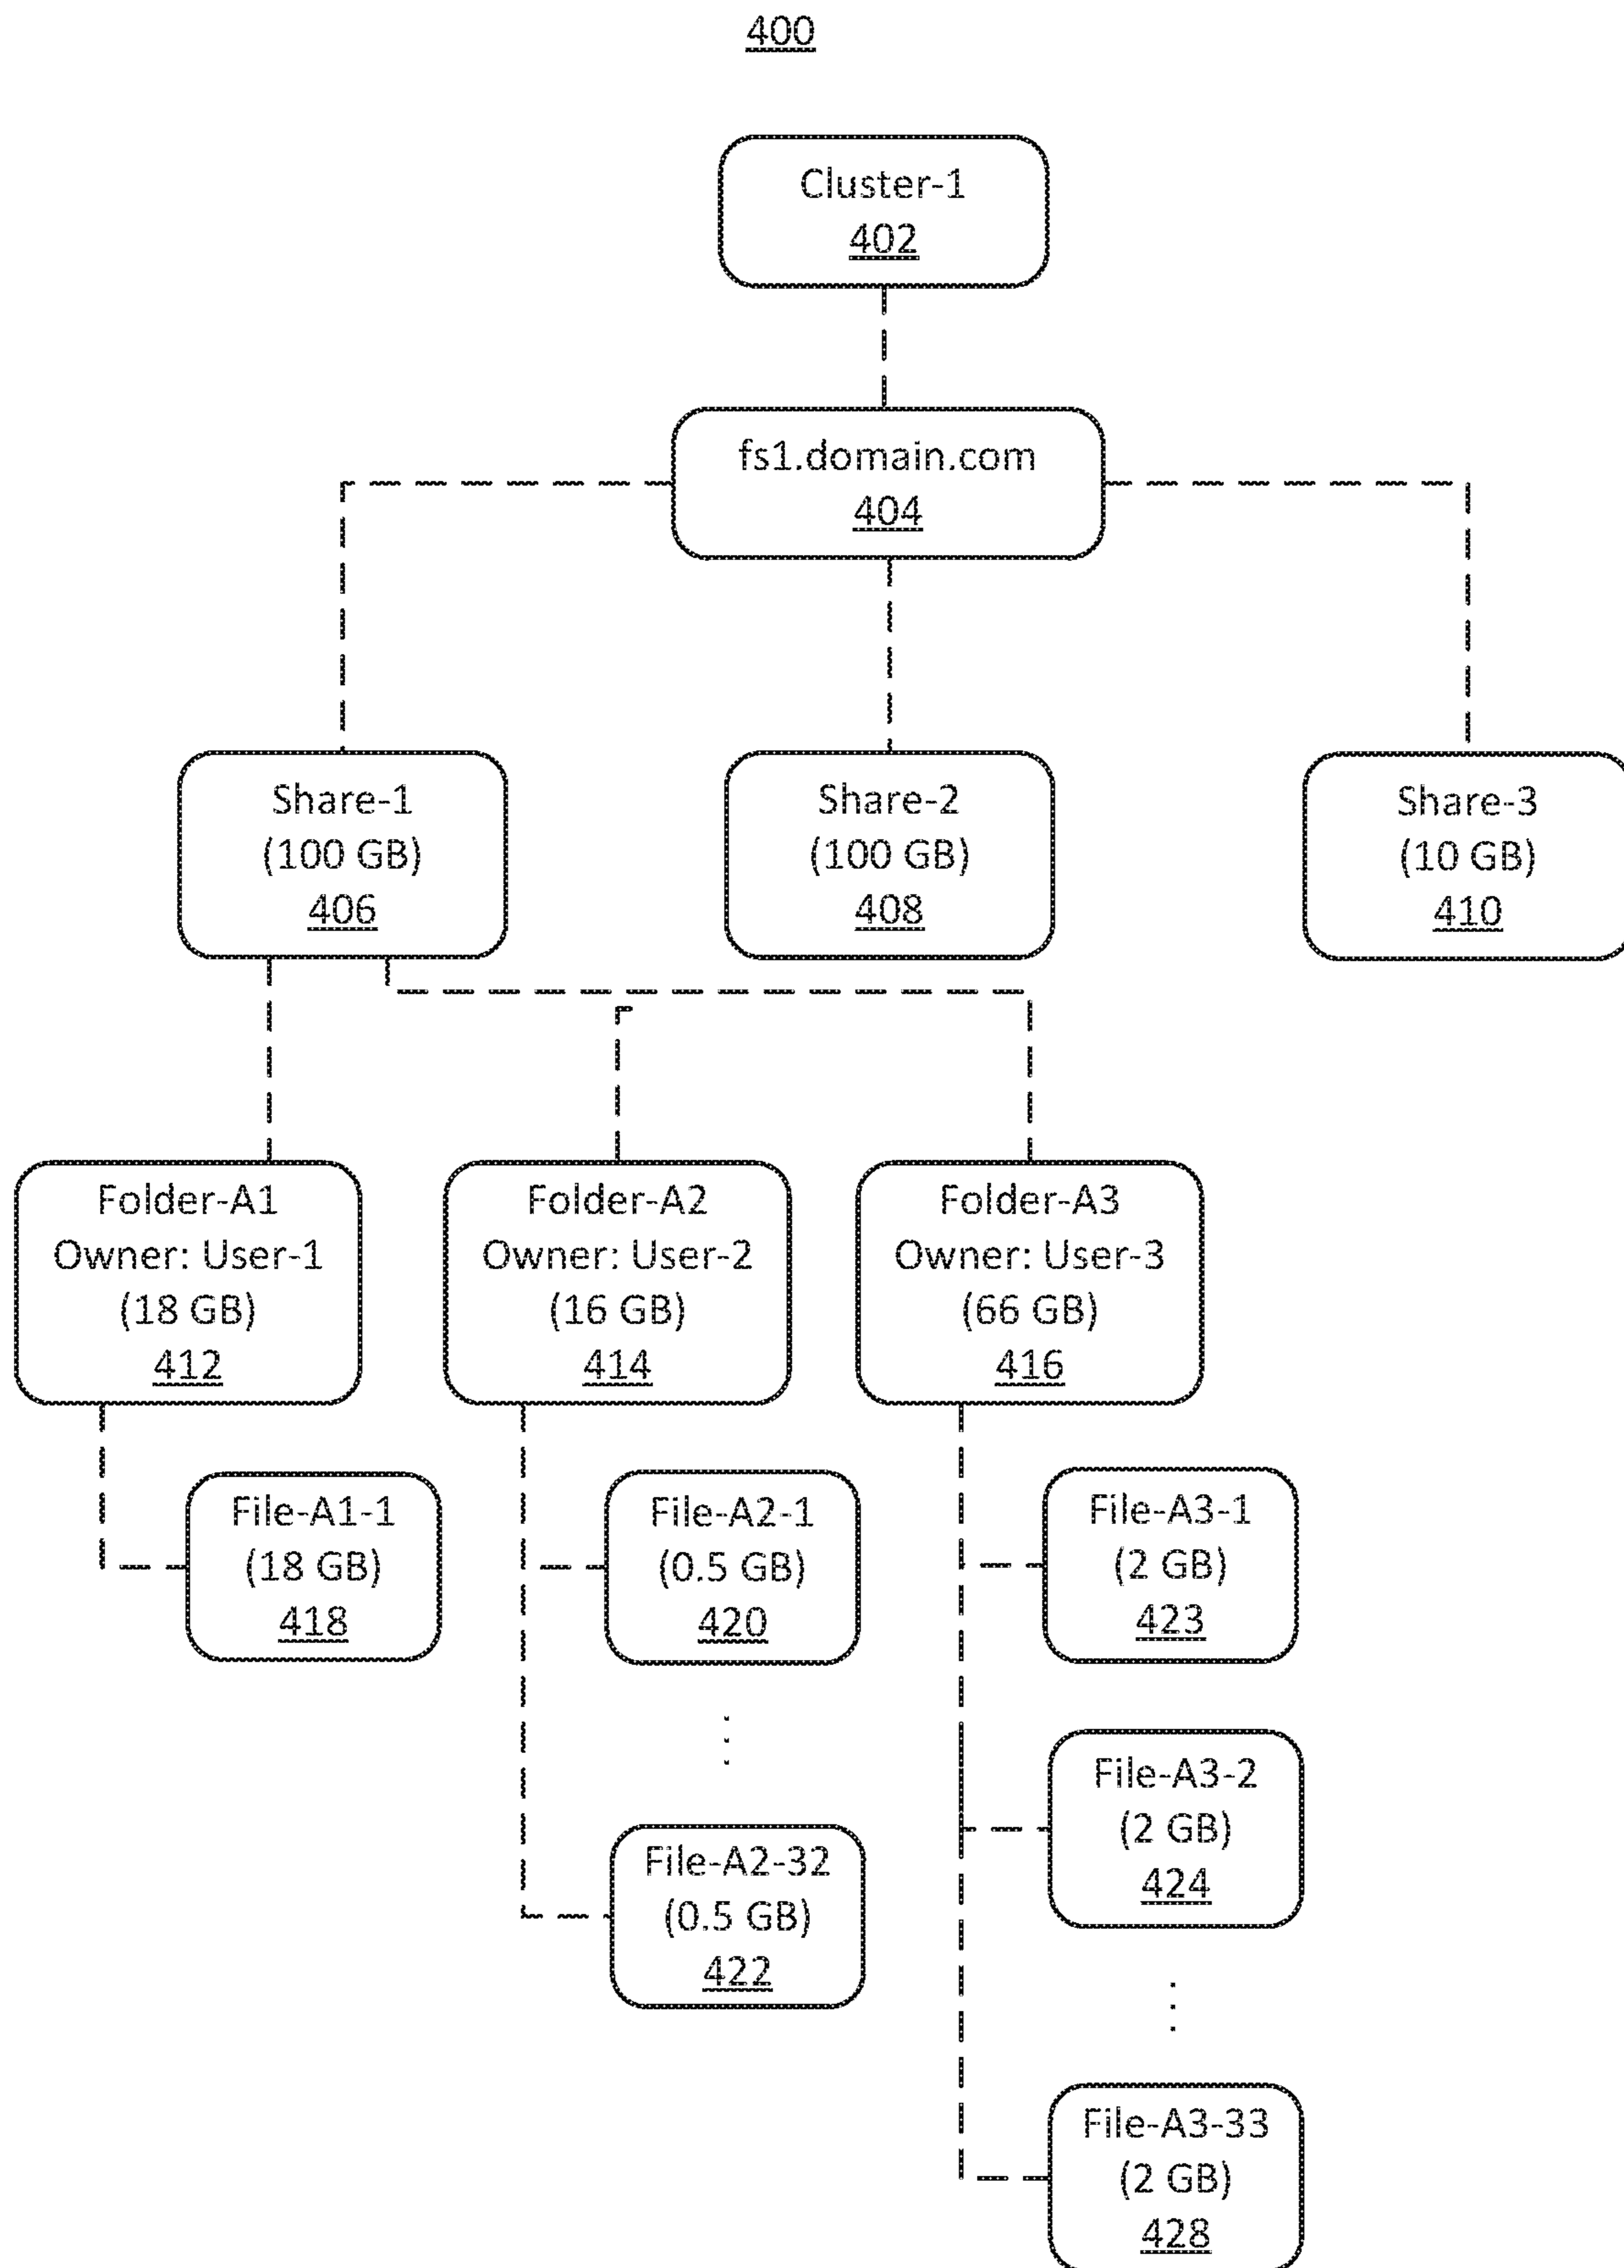 400
Cluster-1
402
fs1.domain.com
404
Share-1
(100 GB)
406
Share-2
(100 GB)
408
Share-3
(10 GB)
410
Folder-A1
Owner: User-1
(18 GB)
412
Folder-A2
Owner: User-2
(16 GB)
414
Folder-A3
Owner: User-3
(66 GB)
416
File-A1-1
(18 GB)
418
File-A2-1
(0.5 GB)
420
File-A2-32
(0.5 GB)
422
File-A3-1
(2 GB)
423
File-A3-2
(2 GB)
424
File-A3-33
(2 GB)
428